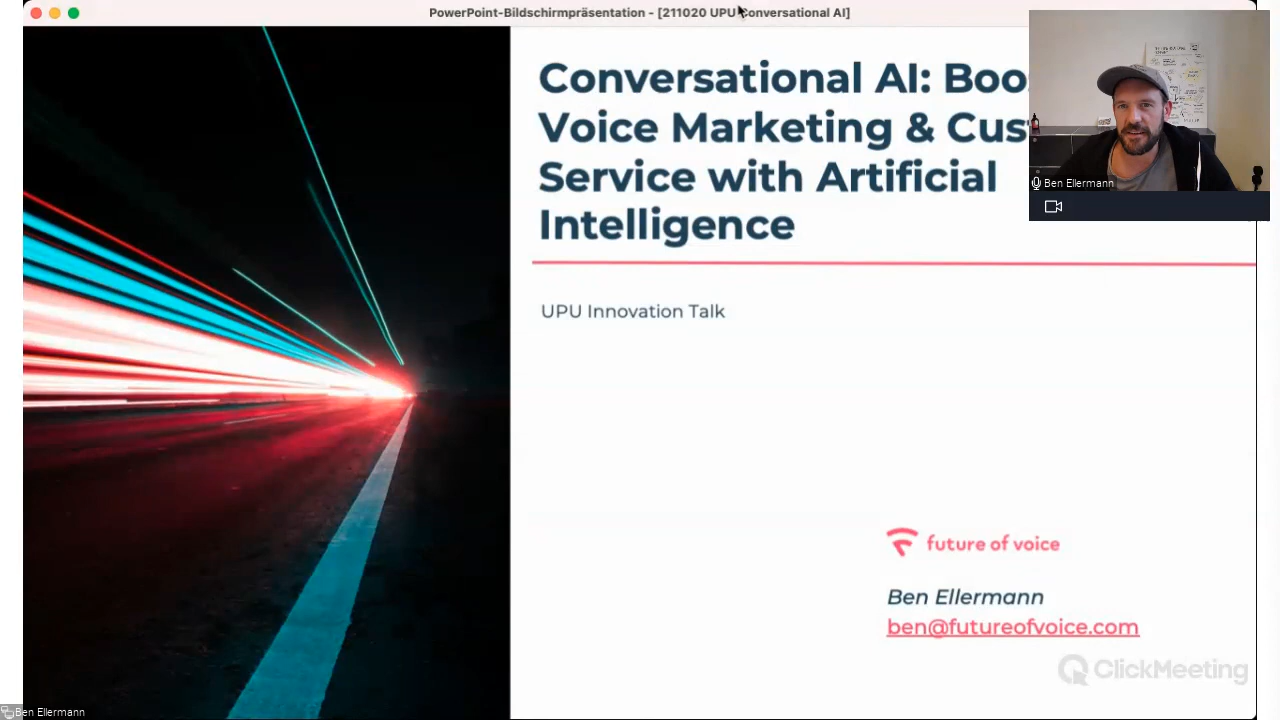 PowerPoint-Bildschirmpräsentation - [211020 UPU Conversational AI]
Conversational AI: Boo
Voice Marketing & Cus
Service with Artificial
Intelligence
UPU Innovation Talk
future of voice
Ben Ellermann
ben@futureofvoice.com
ClickMeeting
Ben Ellermann
Ben Ellermann